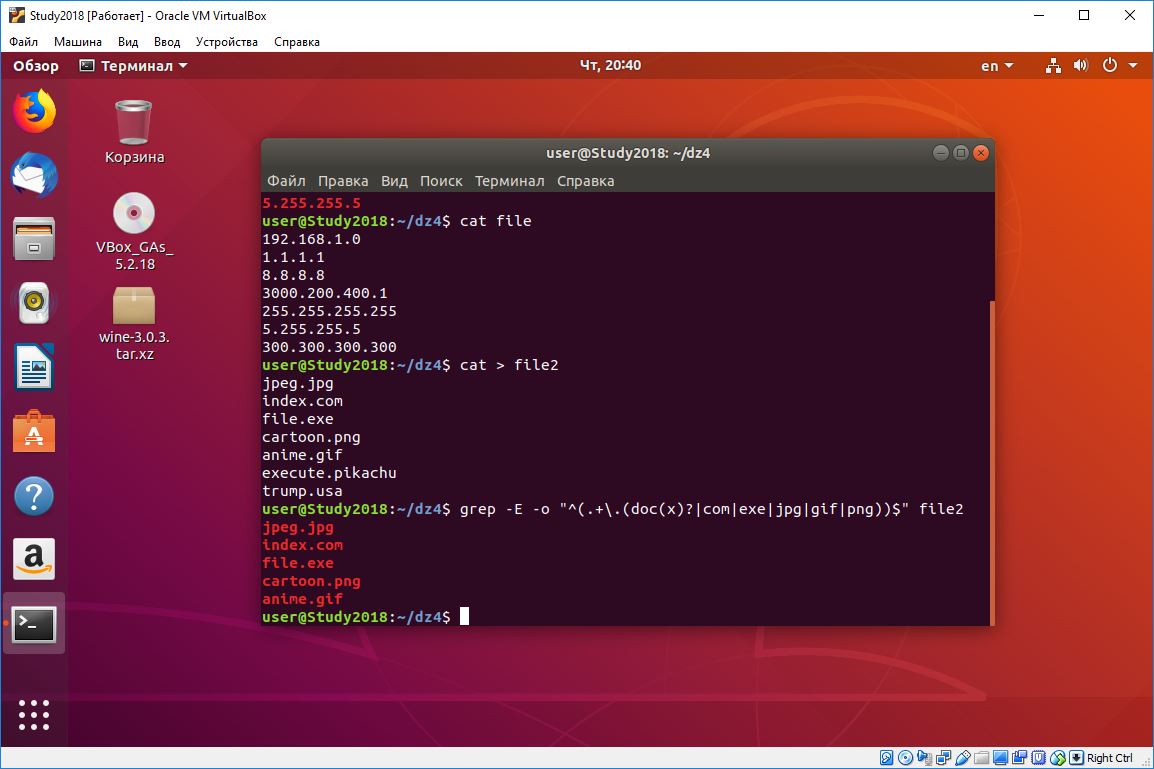 Study2018 [Работает] - Oracle VM VirtualBox
Файл Машина Вид Ввод Устройства Справка
Обзор Терминал Чт, 20:40 en
Корзина
VBox_GAs_
5.2.18
wine-3.0.3.
tar.xz
user@Study2018: ~/dz4
Файл Правка Вид Поиск Терминал Справка
5.255.255.5
user@Study2018:~/dz4$ cat file
192.168.1.0
1.1.1.1
8.8.8.8
3000.200.400.1
255.255.255.255
5.255.255.5
300.300.300.300
user@Study2018:~/dz4$ cat > file2
jpeg.jpg
index.com
file.exe
cartoon.png
anime.gif
execute.pikachu
trump.usa
user@Study2018:~/dz4$ grep -E -o "^(.+\.(doc(x)?|com|exe|jpg|gif|png))$" file2
jpeg.jpg
index.com
file.exe
cartoon.png
anime.gif
user@Study2018:~/dz4$
Right Ctrl